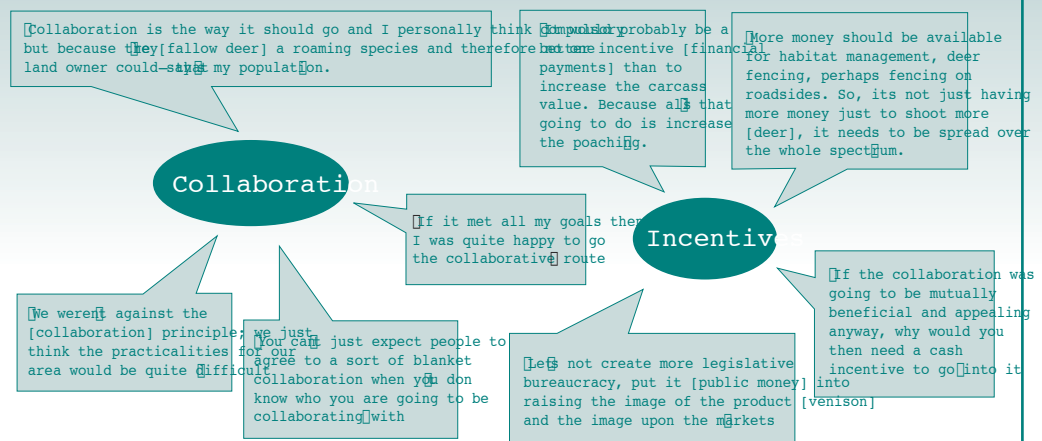 Collaboration is the way it should go and I personally think compulsory
but because they [fallow deer] a roaming species and therefore not one
land owner could say my population.
It would probably be a
better incentive [financial
payments] than to
increase the carcass
value. Because all that
going to do is increase
the poaching.
More money should be available
for habitat management, deer
fencing, perhaps fencing on
roadsides. So, its not just having
more money just to shoot more
[deer], it needs to be spread over
the whole spectrum.
Collaboration
If it met all my goals then
I was quite happy to go
the collaborative route
Incentives
We werent against the
[collaboration] principle; we just
think the practicalities for our
area would be quite difficult
You cant just expect people to
agree to a sort of blanket
collaboration when you don
know who you are going to be
collaborating with
Lets not create more legislative
bureaucracy, put it [public money] into
raising the image of the product [venison]
and the image upon the markets
If the collaboration was
going to be mutually
beneficial and appealing
anyway, why would you
then need a cash
incentive to go into it